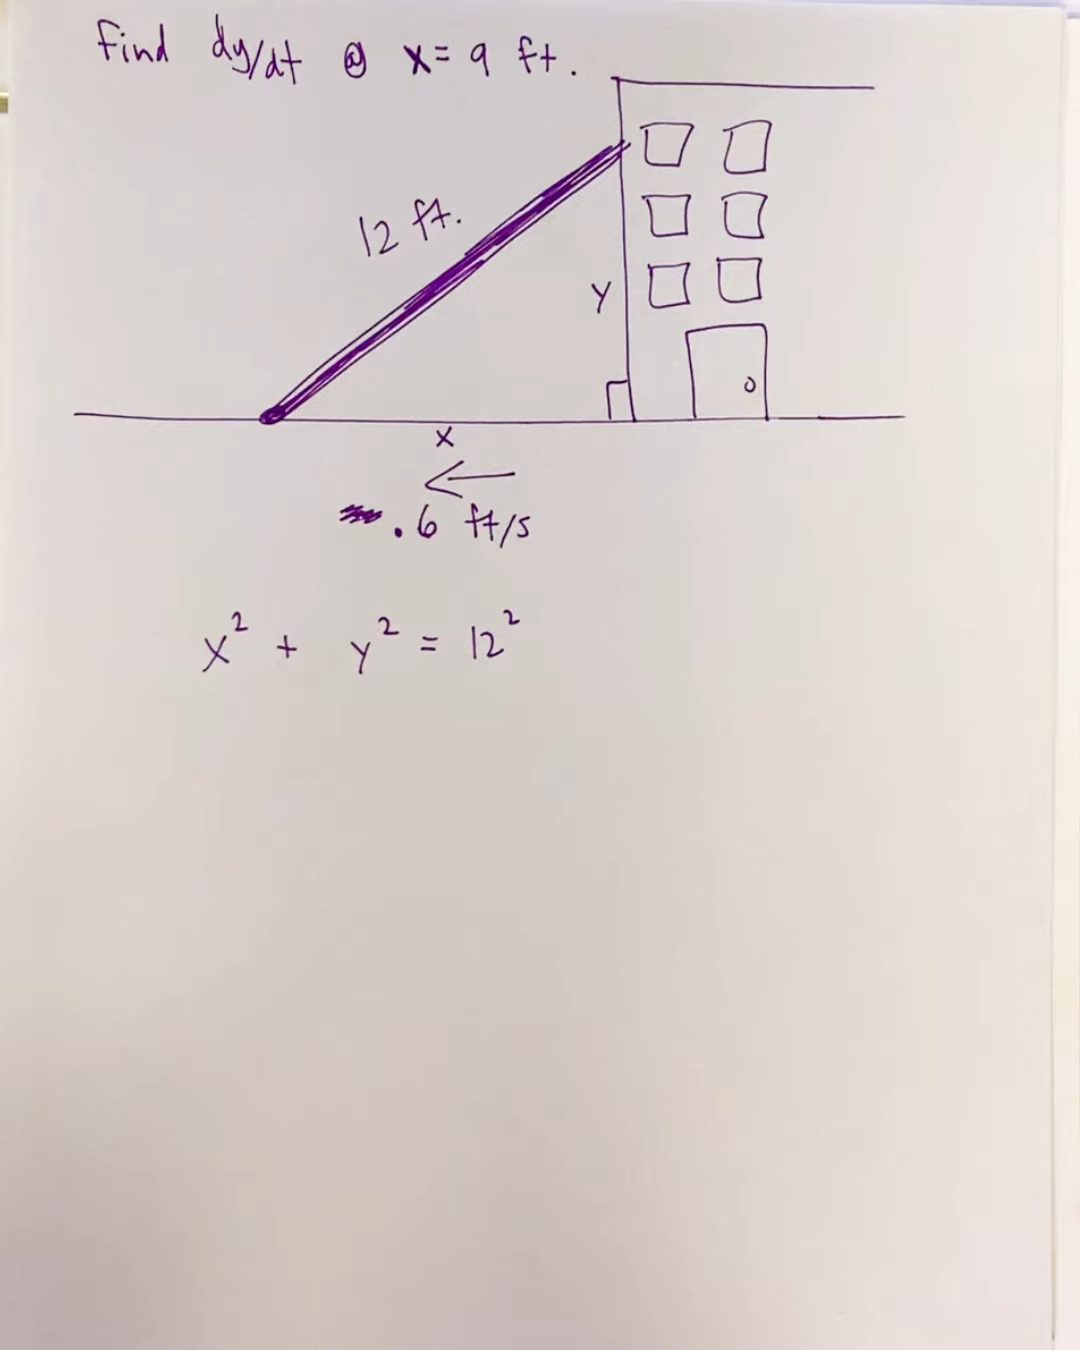 Find dy/dt @ x = 9 ft.
12 ft.
y
x
.6 ft/s
x² + y² = 12²